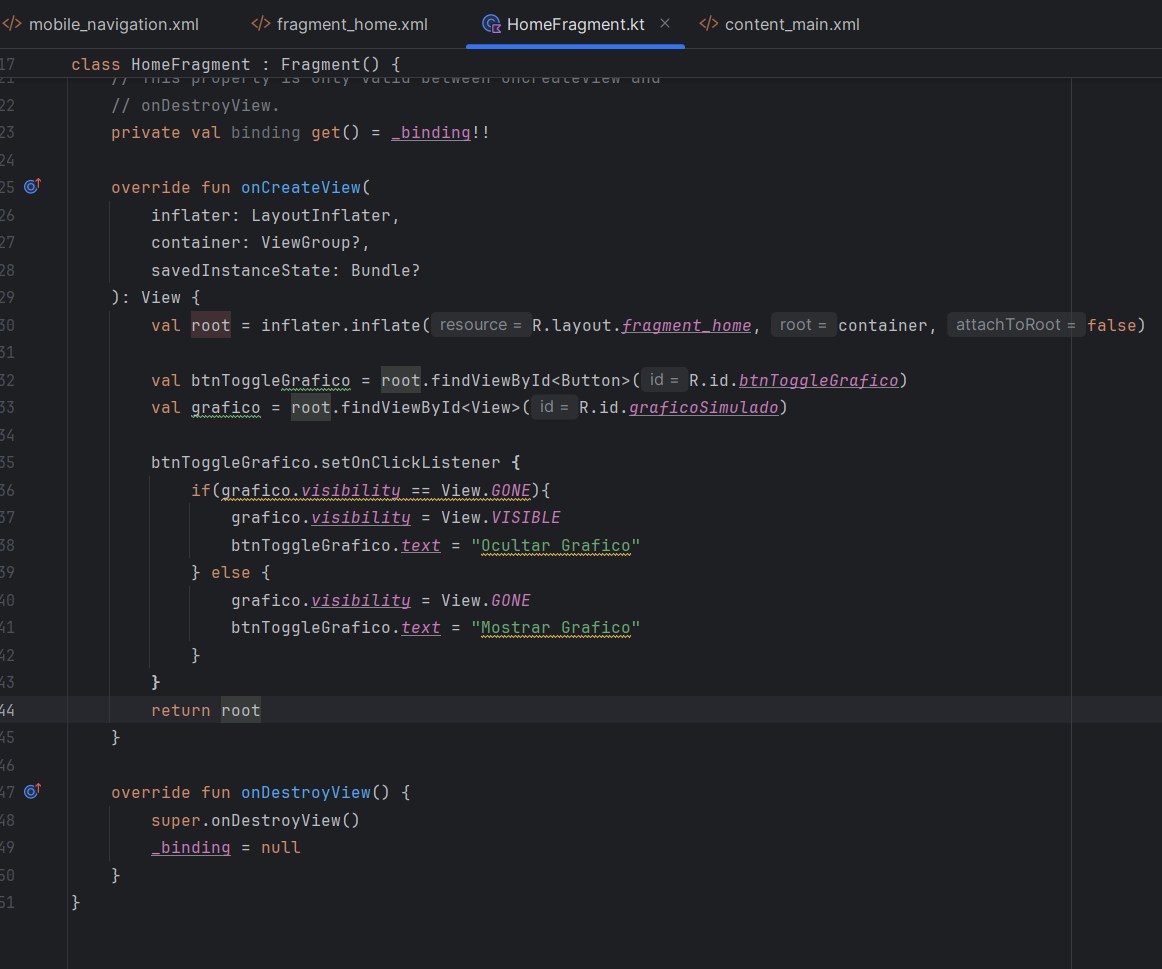 mobile_navigation.xml
fragment_home.xml
HomeFragment.kt
content_main.xml
17 class HomeFragment : Fragment() {
21 // This property is only valid between onCreateView and
22 // onDestroyView.
23 private val binding get() = _binding!!
24
25 override fun onCreateView(
26 inflater: LayoutInflater,
27 container: ViewGroup?,
28 savedInstanceState: Bundle?
29 ): View {
30 val root = inflater.inflate( resource = R.layout.fragment_home, root = container, attachToRoot = false)
31
32 val btnToggleGrafico = root.findViewById<Button>( id = R.id.btnToggleGrafico)
33 val grafico = root.findViewById<View>( id = R.id.graficoSimulado)
34
35 btnToggleGrafico.setOnClickListener {
36 if(grafico.visibility == View.GONE){
37 grafico.visibility = View.VISIBLE
38 btnToggleGrafico.text = "Ocultar Grafico"
39 } else {
40 grafico.visibility = View.GONE
41 btnToggleGrafico.text = "Mostrar Grafico"
42 }
43 }
44 return root
45 }
46
47 override fun onDestroyView() {
48 super.onDestroyView()
49 _binding = null
50 }
51 }